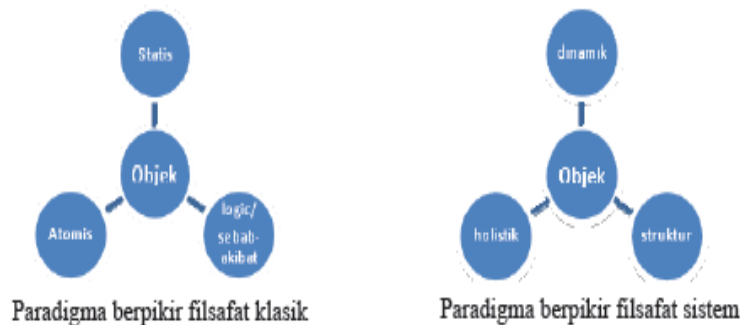 Statis
Objek
Atomis
logic/
sebab-
akibat
Paradigma berpikir filsafat klasik
dinamik
Objek
holistik
struktur
Paradigma berpikir filsafat sistem